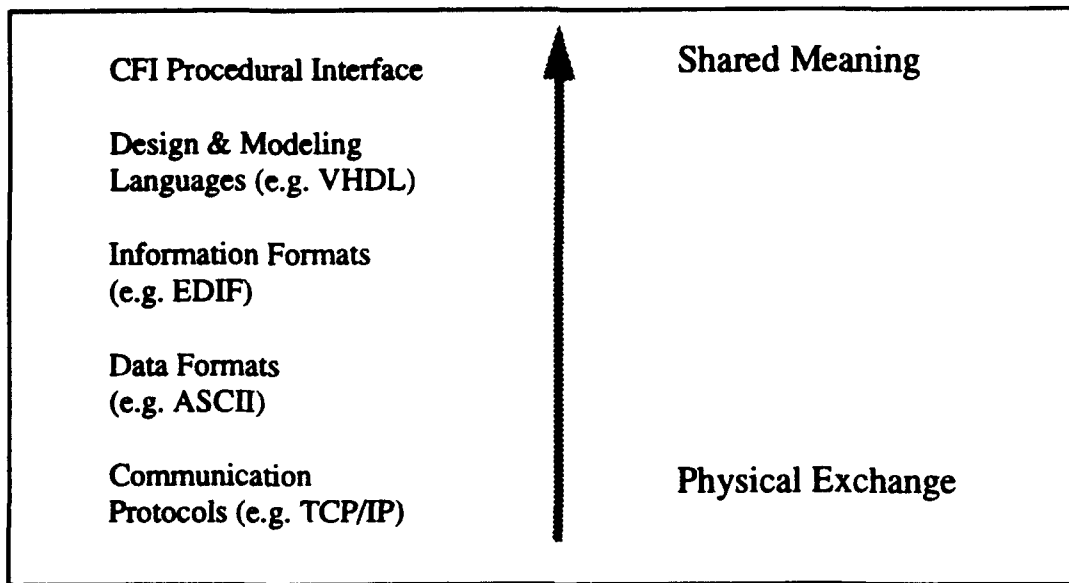 CFI Procedural Interface
Design & Modeling
Languages (e.g. VHDL)
Information Formats
(e.g. EDIF)
Data Formats
(e.g. ASCII)
Communication
Protocols (e.g. TCP/IP)
Shared Meaning
Physical Exchange